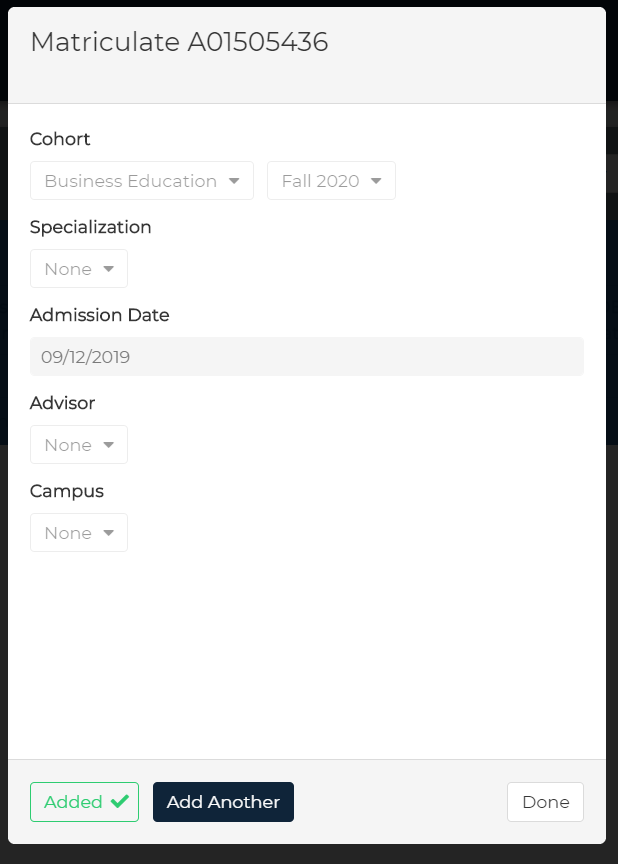 Matriculate A01505436
Cohort
Business Education Fall 2020
Specialization
None
Admission Date
09/12/2019
Advisor
None
Campus
None
Added Add Another Done